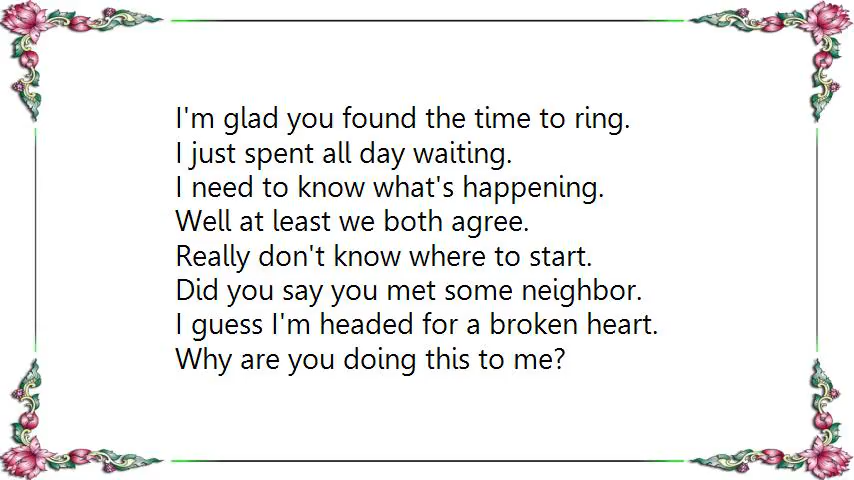 I'm glad you found the time to ring.
I just spent all day waiting.
I need to know what's happening.
Well at least we both agree.
Really don't know where to start.
Did you say you met some neighbor.
I guess I'm headed for a broken heart.
Why are you doing this to me?